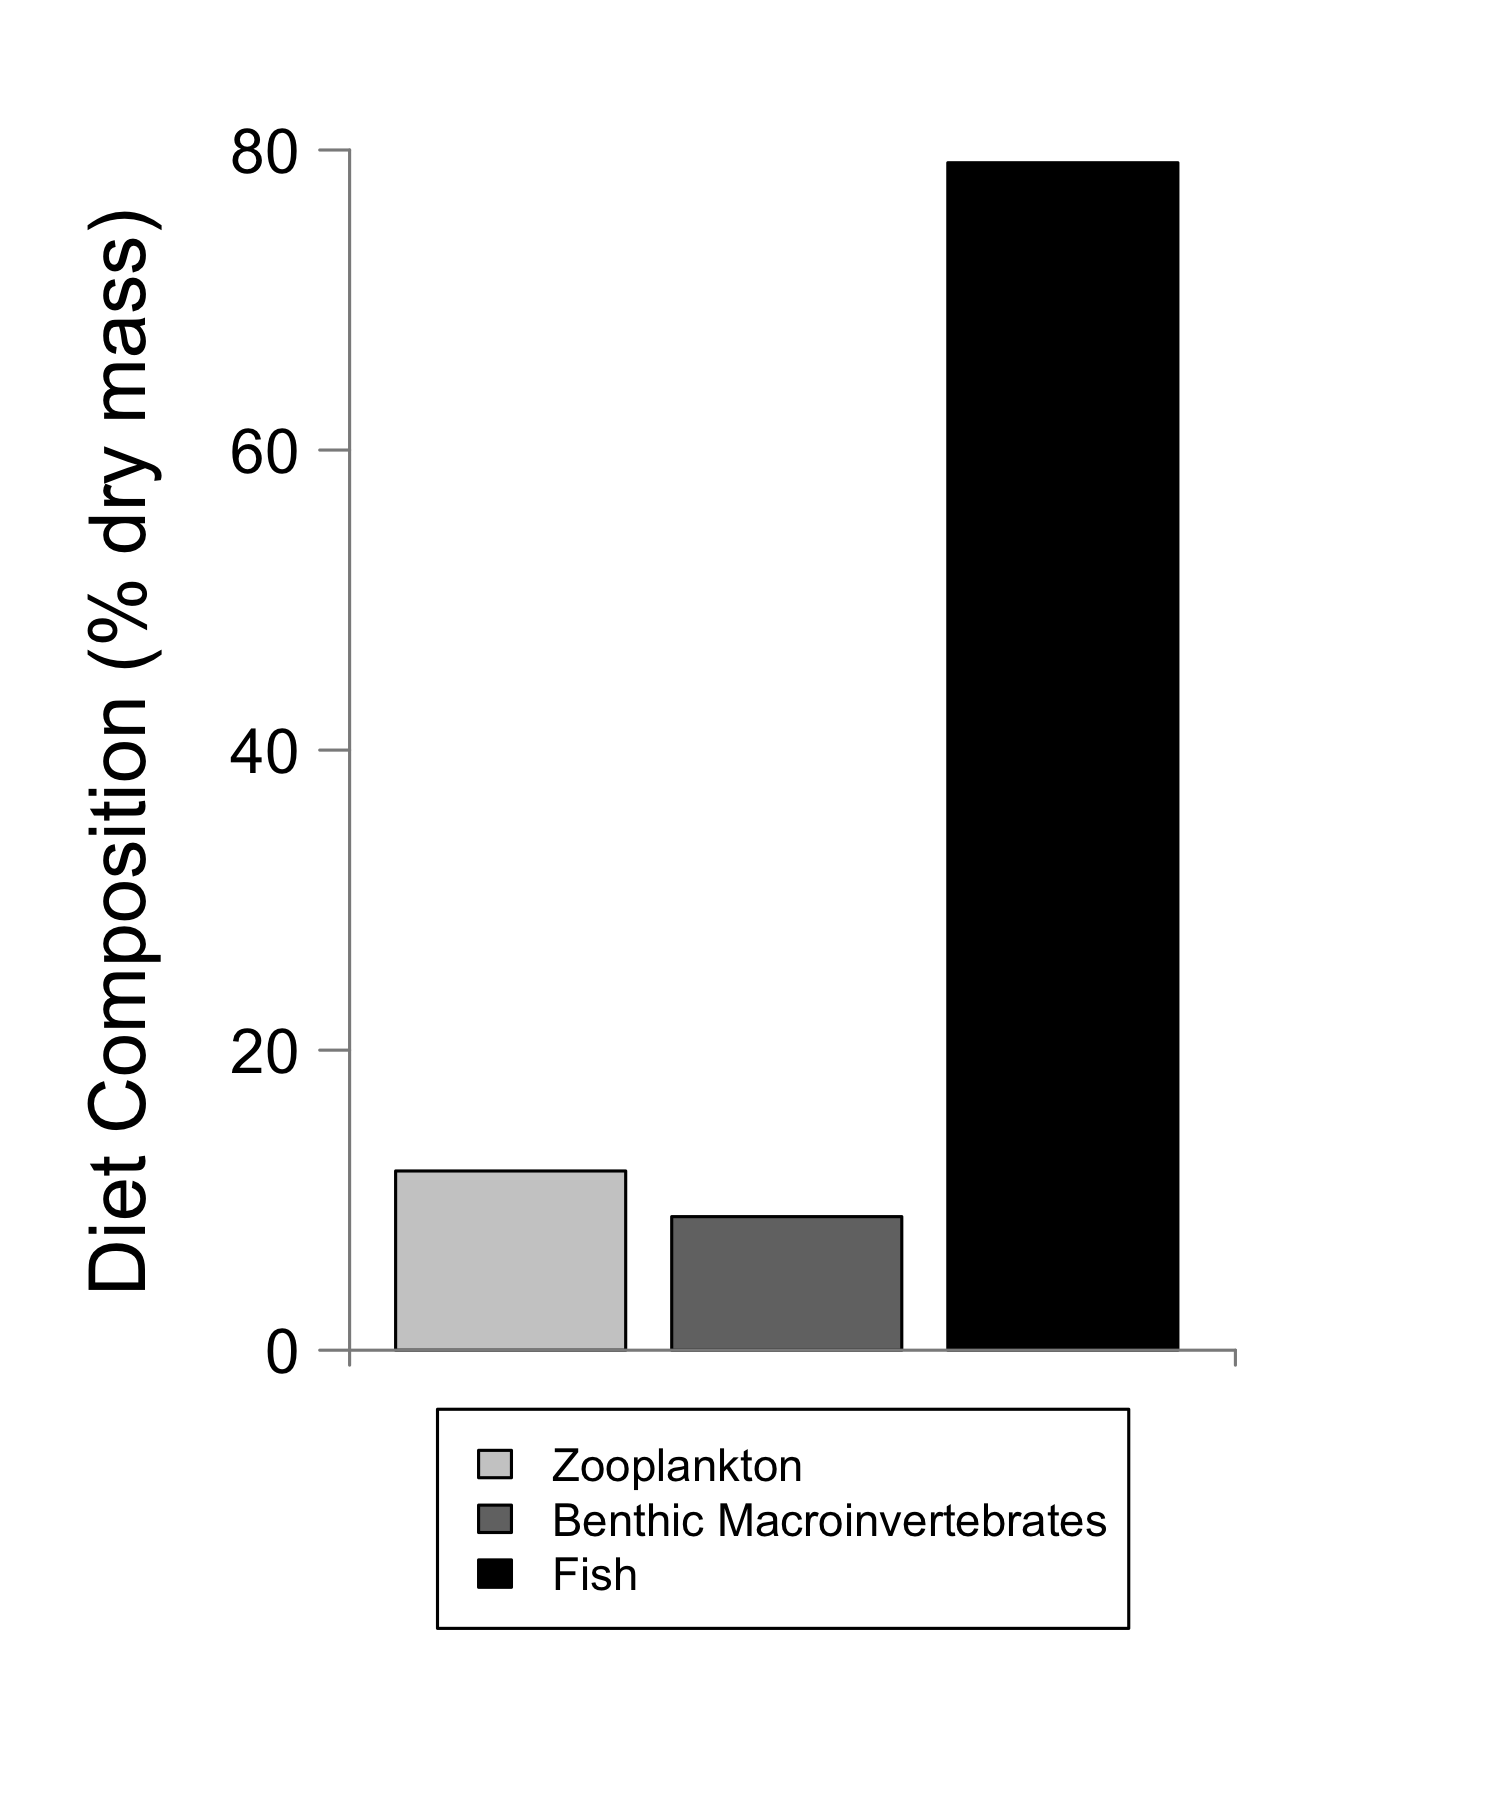 Diet Composition (% dry mass)
80
60
40
20
0
Zooplankton
Benthic Macroinvertebrates
Fish